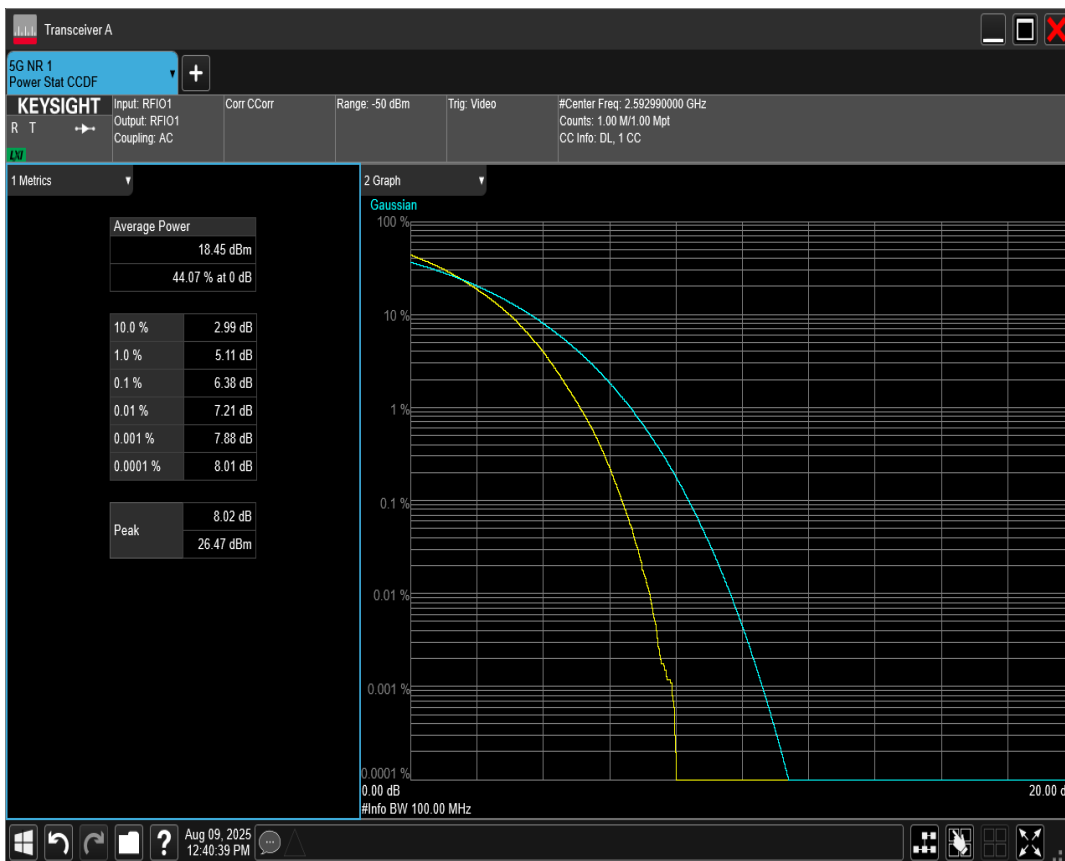 Transceiver A
5G NR 1
Power Stat CCDF
KEYSIGHT
R T
LXI
Input: RFIO1
Output: RFIO1
Coupling: AC
Corr CCorr
Range: -50 dBm
Trig: Video
#Center Freq: 2.592990000 GHz
Counts: 1.00 M/1.00 Mpt
CC Info: DL, 1 CC
1 Metrics
Average Power
18.45 dBm
44.07 % at 0 dB
10.0 % 2.99 dB
1.0 % 5.11 dB
0.1 % 6.38 dB
0.01 % 7.21 dB
0.001 % 7.88 dB
0.0001 % 8.01 dB
Peak
8.02 dB
26.47 dBm
2 Graph
Gaussian
100 %
10 %
1 %
0.1 %
0.01 %
0.001 %
0.0001 %
0.00 dB
20.00 d
#Info BW 100.00 MHz
Aug 09, 2025
12:40:39 PM